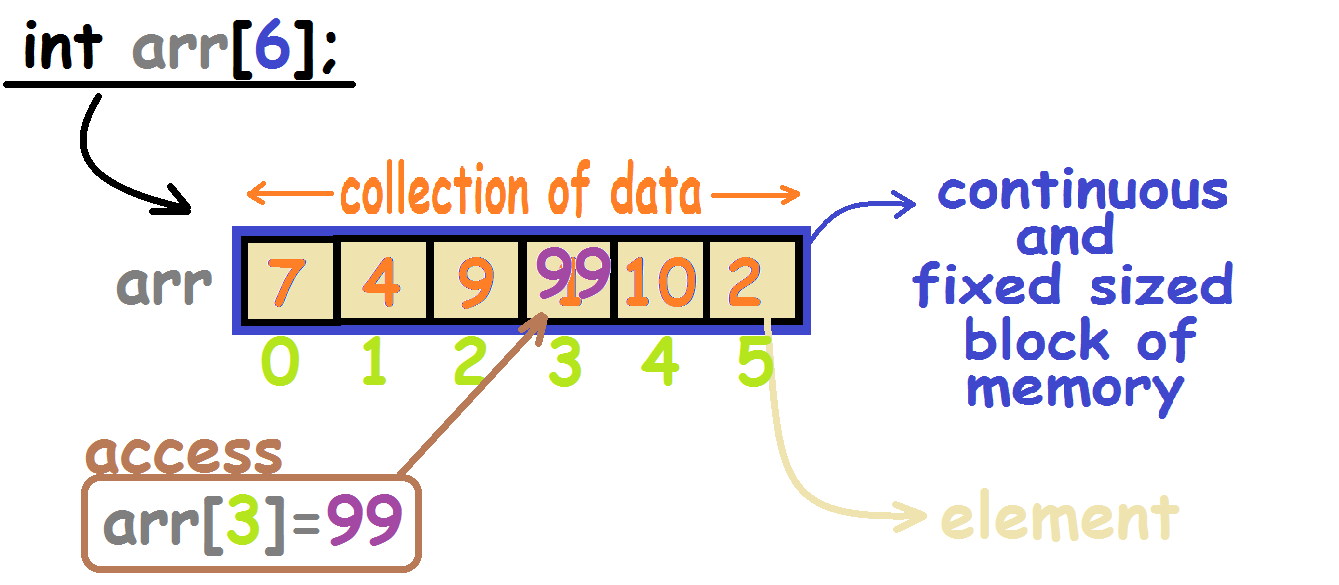 int arr[6];
collection of data
arr 7 4 9 1 99 10 2
0 1 2 3 4 5
continuous
and
fixed sized
block of
memory
access
arr[3]=99
element